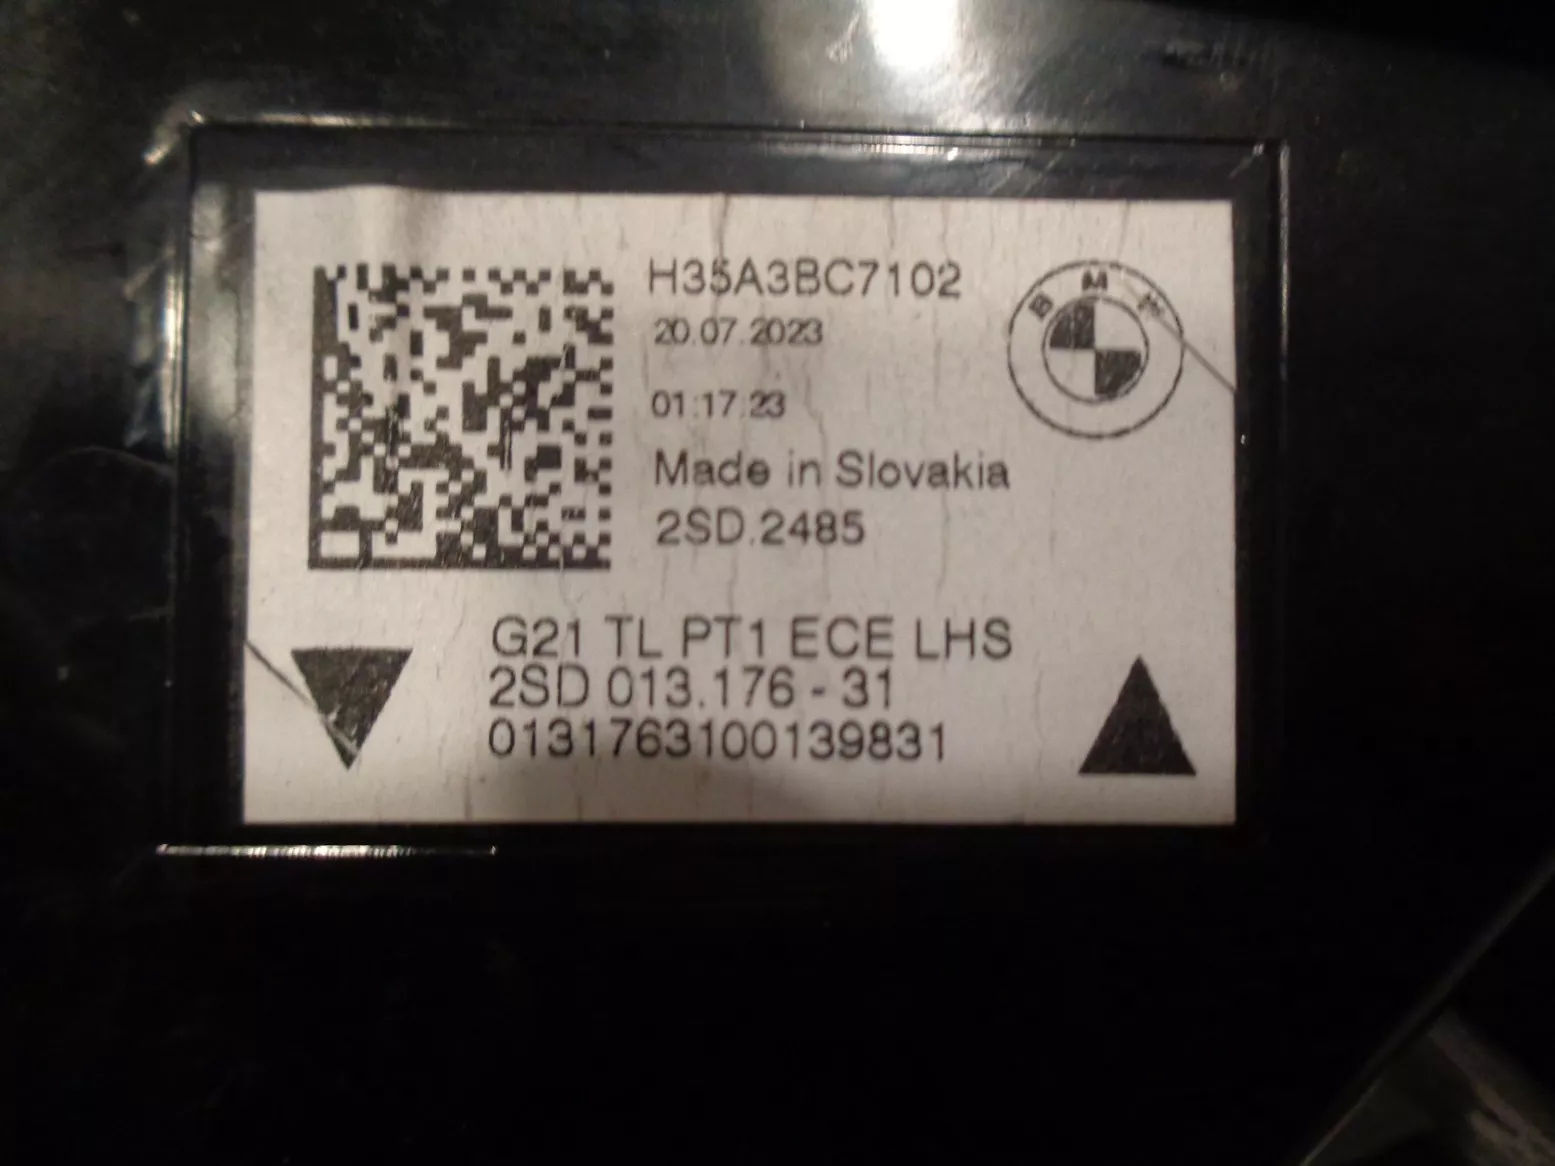 H35A3BC7102
20.07.2023
BMW
01:17:23
Made in Slovakia
2SD.2485
G21 TL PT1 ECE LHS
2SD 013.176 - 31
0131763100139831